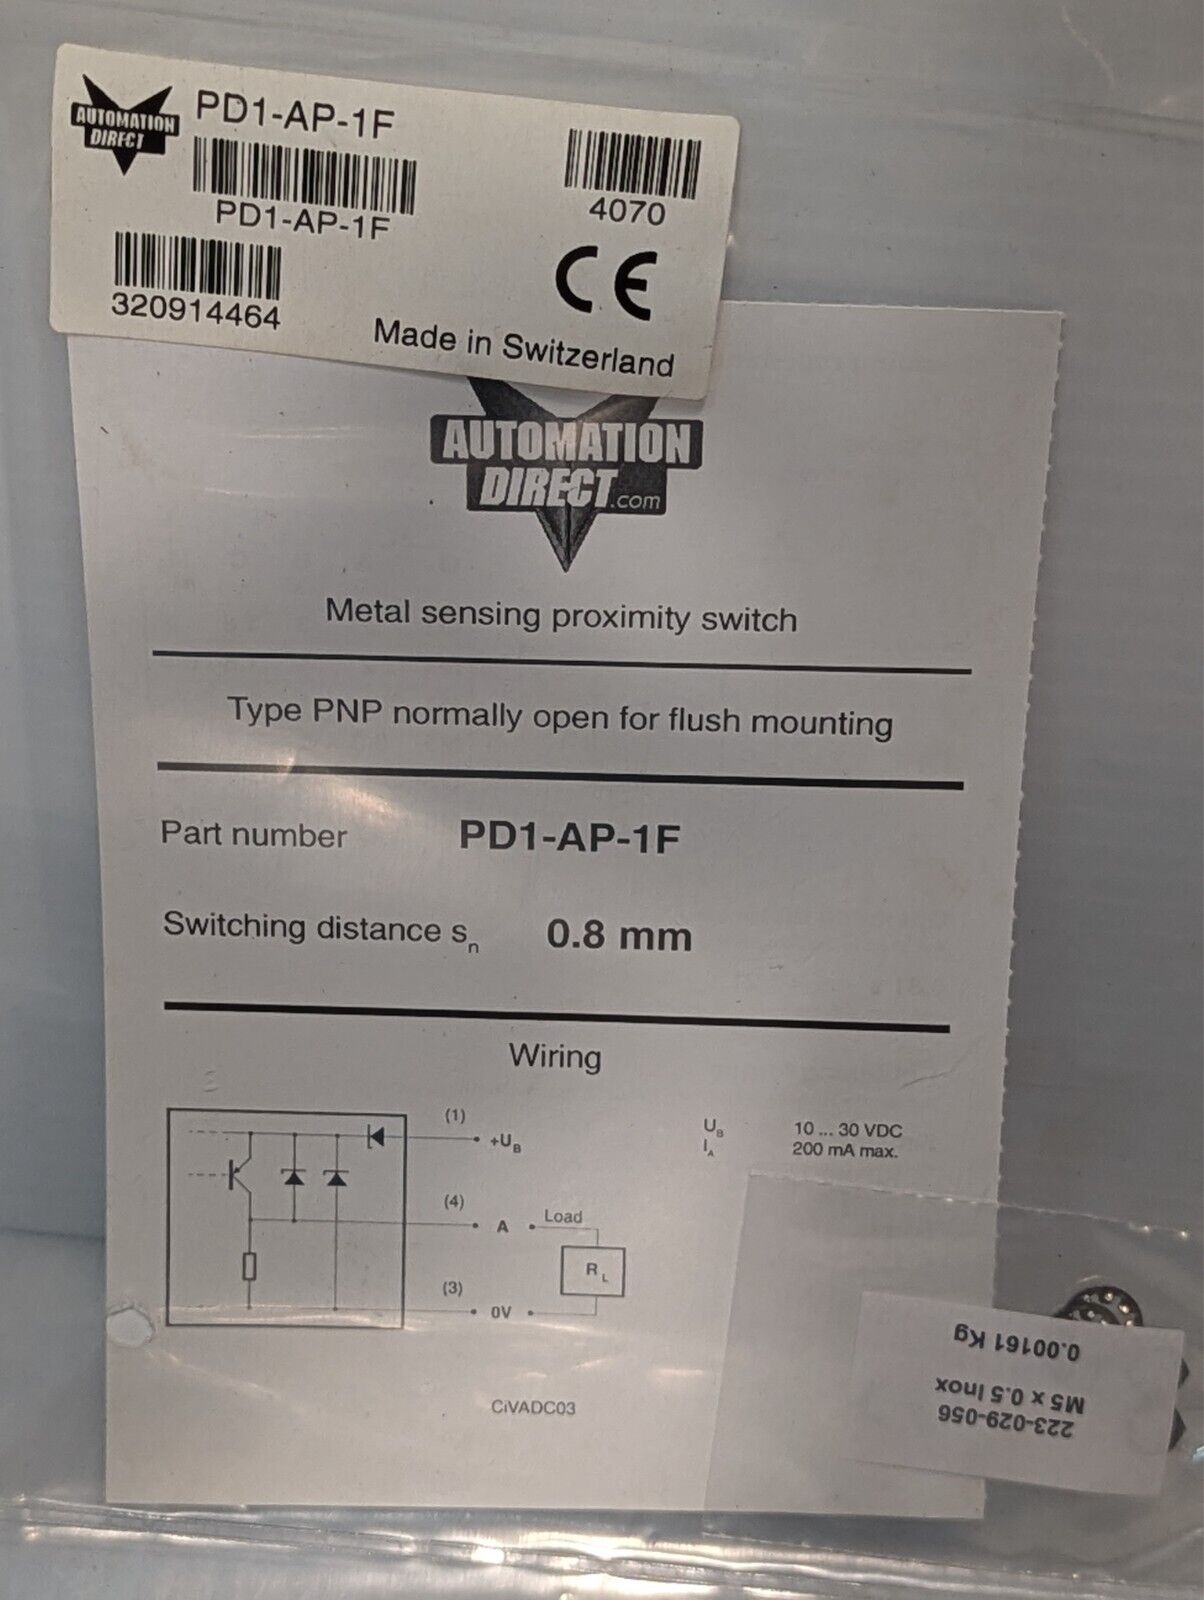 AUTOMATION
DIRECT
PD1-AP-1F
PD1-AP-1F
4070
320914464
CE
Made in Switzerland
AUTOMATION
DIRECT.com
Metal sensing proximity switch
Type PNP normally open for flush mounting
Part number PD1-AP-1F
Switching distance sn 0.8 mm
Wiring
(1)
+UB
UB 10 ... 30 VDC
IA 200 mA max.
(4)
A
Load
RL
(3)
0V
CiVADC03
223-029-056
M5 x 0.5 Inox
0.00161 Kg